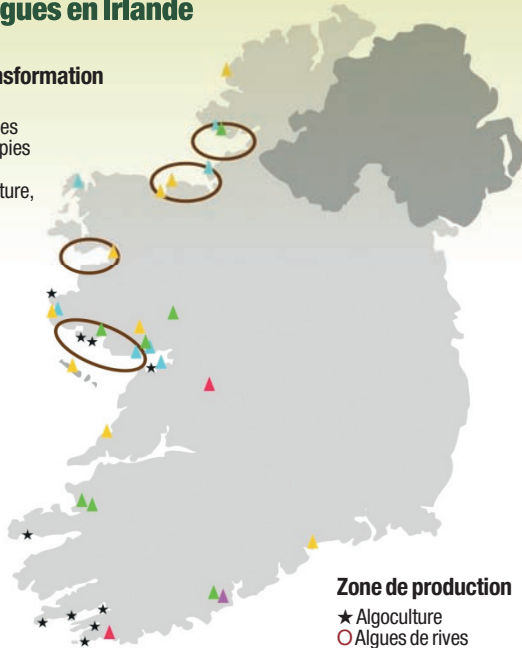 gues en Irlande
nsformation
es
pies
ture,
Zone de production
★ Algoculture
Algues de rives